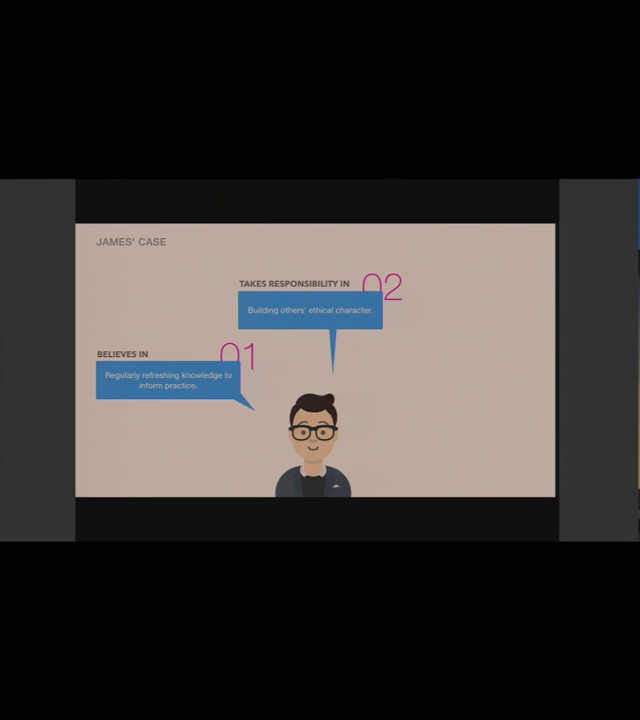 JAMES' CASE
TAKES RESPONSIBILITY IN
02
Building others' ethical character.
BELIEVES IN
01
Regularly refreshing knowledge to
inform practice.